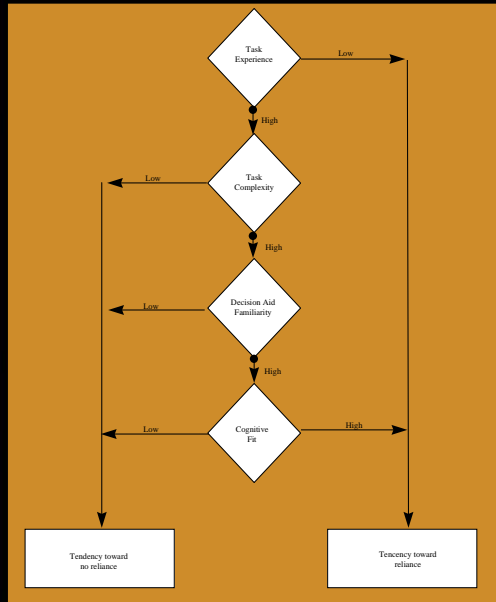 Task
Experience
Low
High
Task
Complexity
Low
High
Decision Aid
Familiarity
Low
High
Cognitive
Fit
Low
High
Tendency toward
no reliance
Tencency toward
reliance